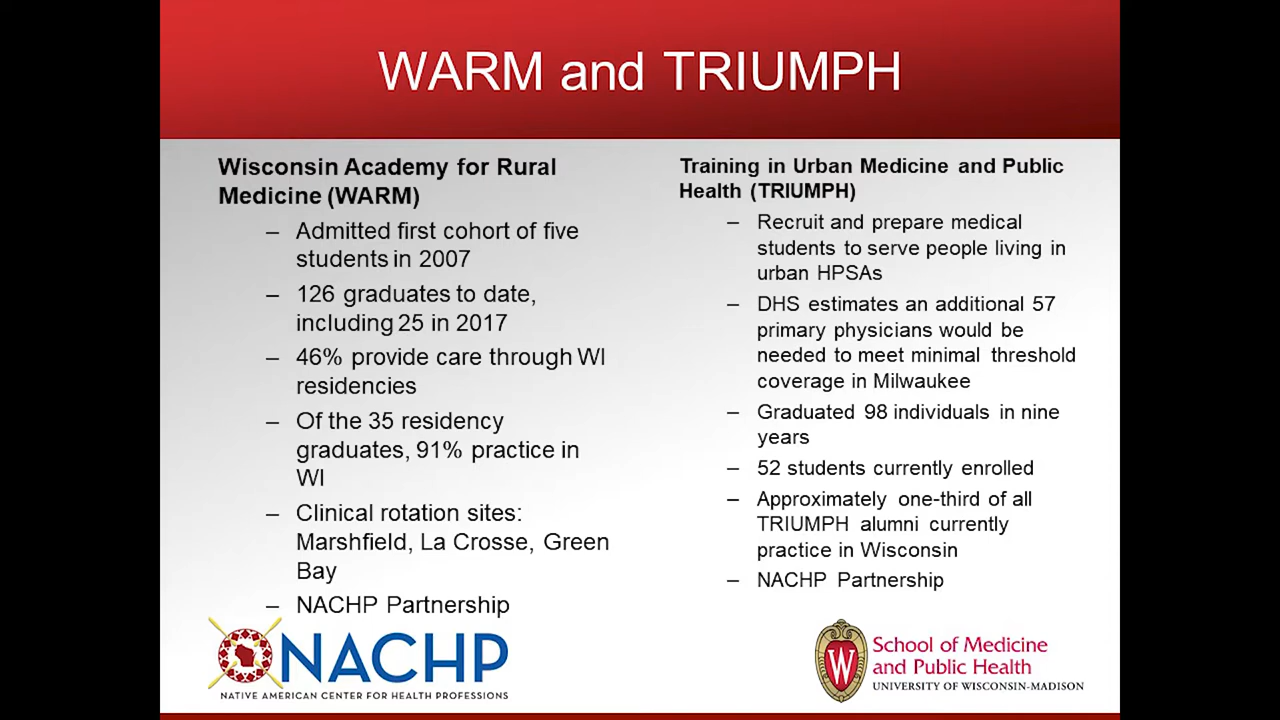 WARM and TRIUMPH
Wisconsin Academy for Rural
Medicine (WARM)
– Admitted first cohort of five
students in 2007
– 126 graduates to date,
including 25 in 2017
– 46% provide care through WI
residencies
– Of the 35 residency
graduates, 91% practice in
WI
– Clinical rotation sites:
Marshfield, La Crosse, Green
Bay
– NACHP Partnership
Training in Urban Medicine and Public
Health (TRIUMPH)
– Recruit and prepare medical
students to serve people living in
urban HPSAs
– DHS estimates an additional 57
primary physicians would be
needed to meet minimal threshold
coverage in Milwaukee
– Graduated 98 individuals in nine
years
– 52 students currently enrolled
– Approximately one-third of all
TRIUMPH alumni currently
practice in Wisconsin
– NACHP Partnership
NACHP
NATIVE AMERICAN CENTER FOR HEALTH PROFESSIONS
W
School of Medicine
and Public Health
UNIVERSITY OF WISCONSIN-MADISON